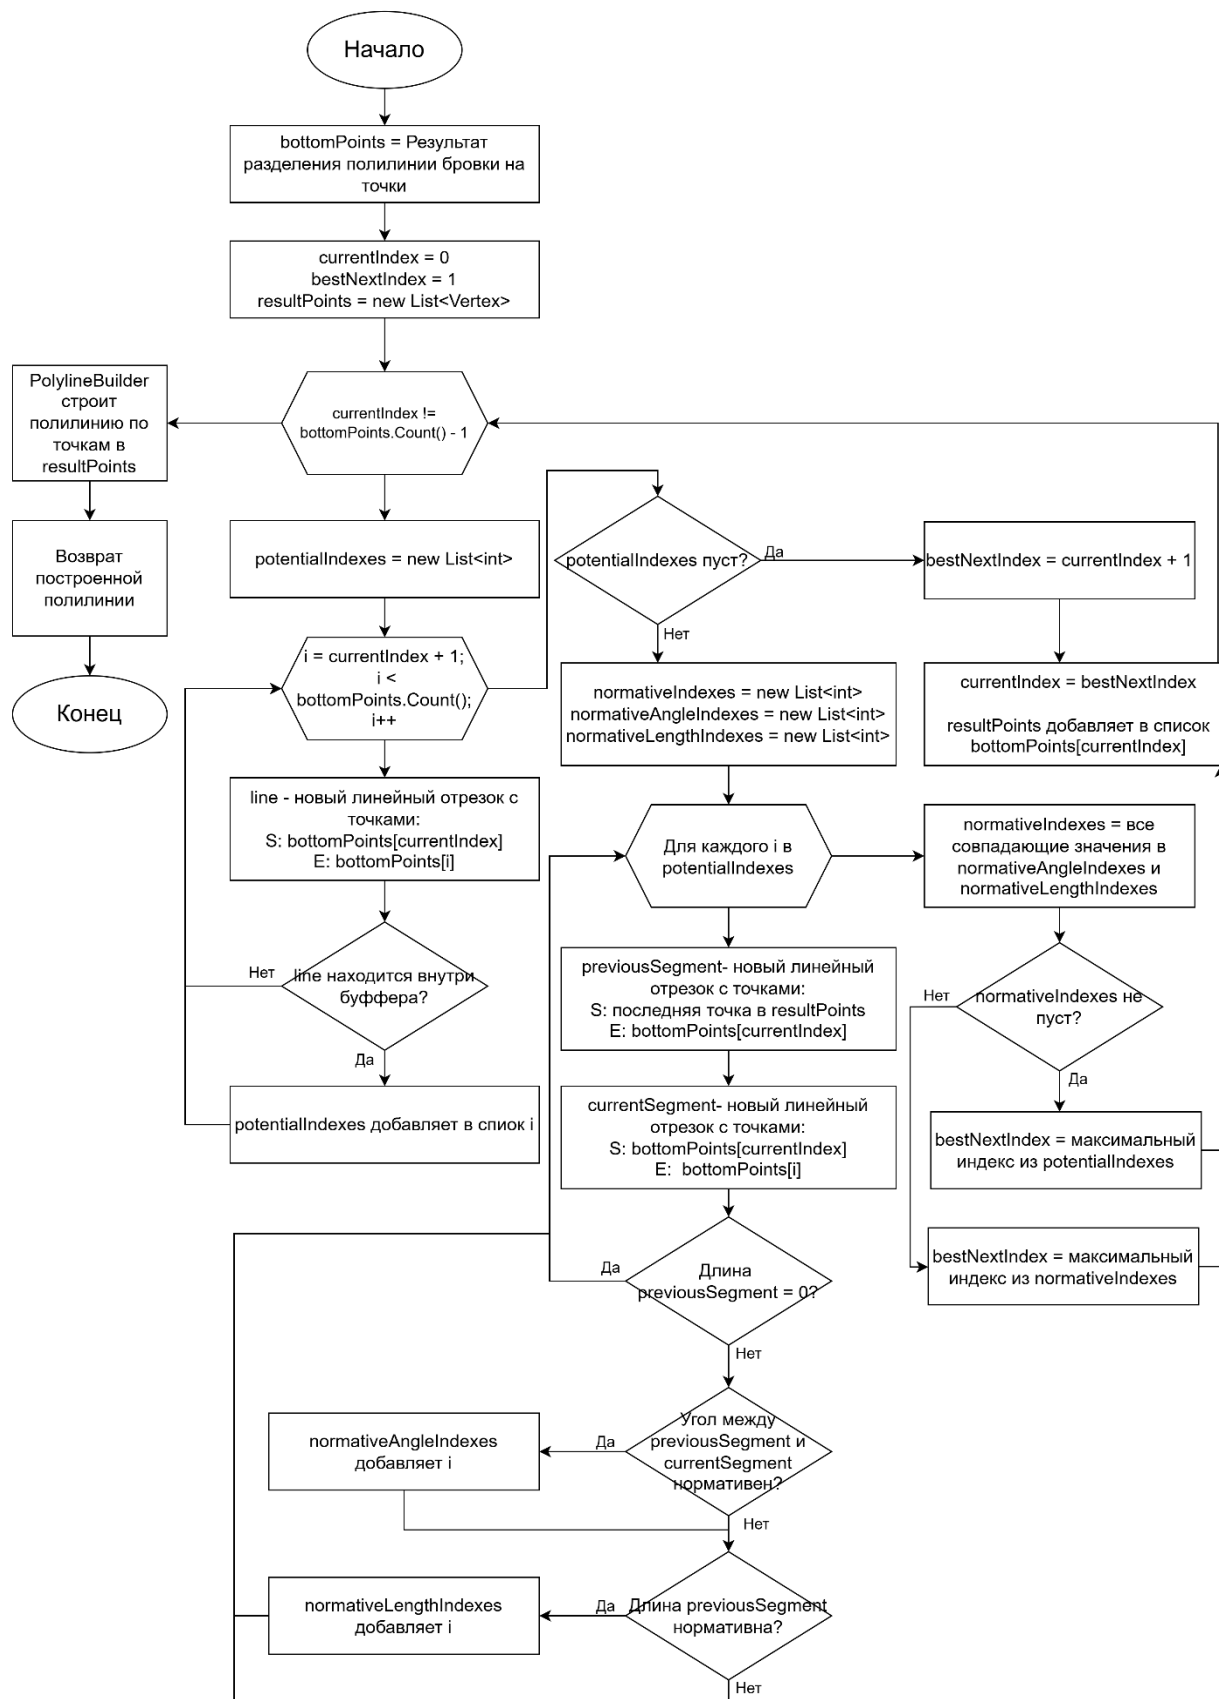 Начало
bottomPoints = Результат
разделения полилинии бровки на
точки
currentIndex = 0
bestNextIndex = 1
resultPoints = new List<Vertex>
PolylineBuilder
строит
полилинию по
точкам в
resultPoints
currentIndex !=
bottomPoints.Count() - 1
Возврат
построенной
полилинии
Конец
potentialIndexes = new List<int>
i = currentIndex + 1;
i <
bottomPoints.Count();
i++
line - новый линейный отрезок с
точками:
S: bottomPoints[currentIndex]
E: bottomPoints[i]
Нет
line находится внутри
буффера?
Да
potentialIndexes добавляет в спиок i
potentialIndexes пуст?
Да
Нет
bestNextIndex = currentIndex + 1
currentIndex = bestNextIndex
resultPoints добавляет в список
bottomPoints[currentIndex]
normativeIndexes = new List<int>
normativeAngleIndexes = new List<int>
normativeLengthIndexes = new List<int>
Для каждого i в
potentialIndexes
normativeIndexes = все
совпадающие значения в
normativeAngleIndexes и
normativeLengthIndexes
previousSegment- новый линейный
отрезок с точками:
S: последняя точка в resultPoints
E: bottomPoints[currentIndex]
Нет
normativeIndexes не
пуст?
Да
currentSegment- новый линейный
отрезок с точками:
S: bottomPoints[currentIndex]
E: bottomPoints[i]
bestNextIndex = максимальный
индекс из potentialIndexes
bestNextIndex = максимальный
индекс из normativeIndexes
Да
Длина
previousSegment = 0?
Нет
Угол между
previousSegment и
currentSegment
нормативен?
Да
normativeAngleIndexes
добавляет i
Нет
Длина previousSegment
нормативна?
Да
normativeLengthIndexes
добавляет i
Нет